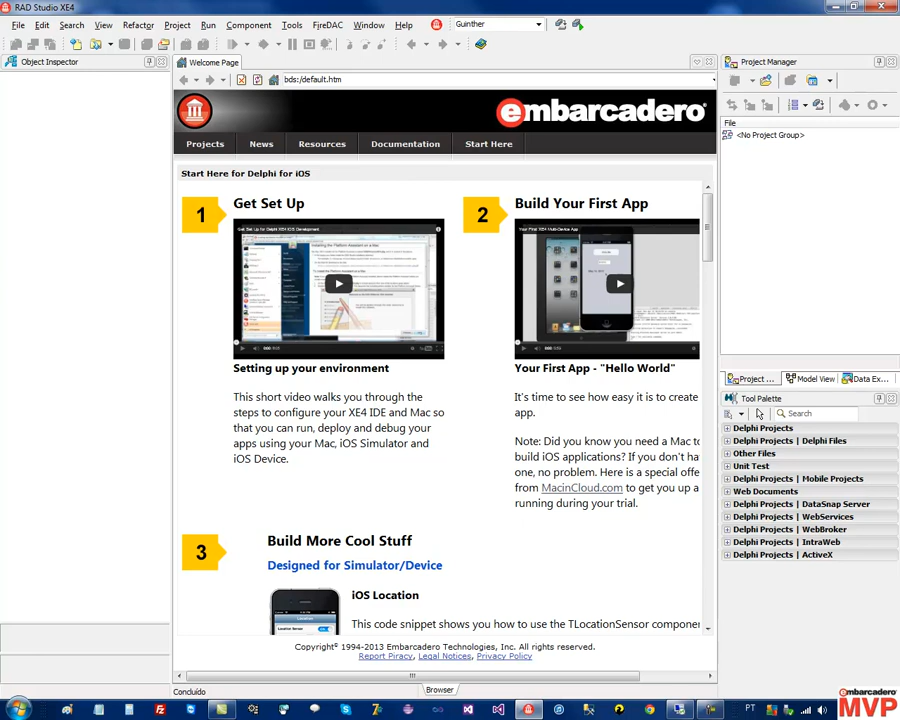 RAD Studio XE4
File Edit Search View Refactor Project Run Component Tools FireDAC Window Help Guinther
Object Inspector
Welcome Page
bds:/default.htm
embarcadero
Projects News Resources Documentation Start Here
Start Here for Delphi for iOS
1 Get Set Up
Setting up your environment
This short video walks you through the
steps to configure your XE4 IDE and Mac so
that you can run, deploy and debug your
apps using your Mac, iOS Simulator and
iOS Device.
2 Build Your First App
Your First App - "Hello World"
It's time to see how easy it is to create
app.
Note: Did you know you need a Mac to
build iOS applications? If you don't ha
one, no problem. Here is a special offe
from MacinCloud.com to get you up a
running during your trial.
3 Build More Cool Stuff
Designed for Simulator/Device
iOS Location
This code snippet shows you how to use the TLocationSensor compone
Copyright© 1994-2013 Embarcadero Technologies, Inc. All rights reserved.
Report Piracy, Legal Notices, Privacy Policy
Concluído
Browser
Project Manager
File
<No Project Group>
Project ... Model View Data Ex...
Tool Palette
Search
Delphi Projects
Delphi Projects | Delphi Files
Other Files
Unit Test
Delphi Projects | Mobile Projects
Web Documents
Delphi Projects | DataSnap Server
Delphi Projects | WebServices
Delphi Projects | WebBroker
Delphi Projects | IntraWeb
Delphi Projects | ActiveX
PT
embarcadero
MVP